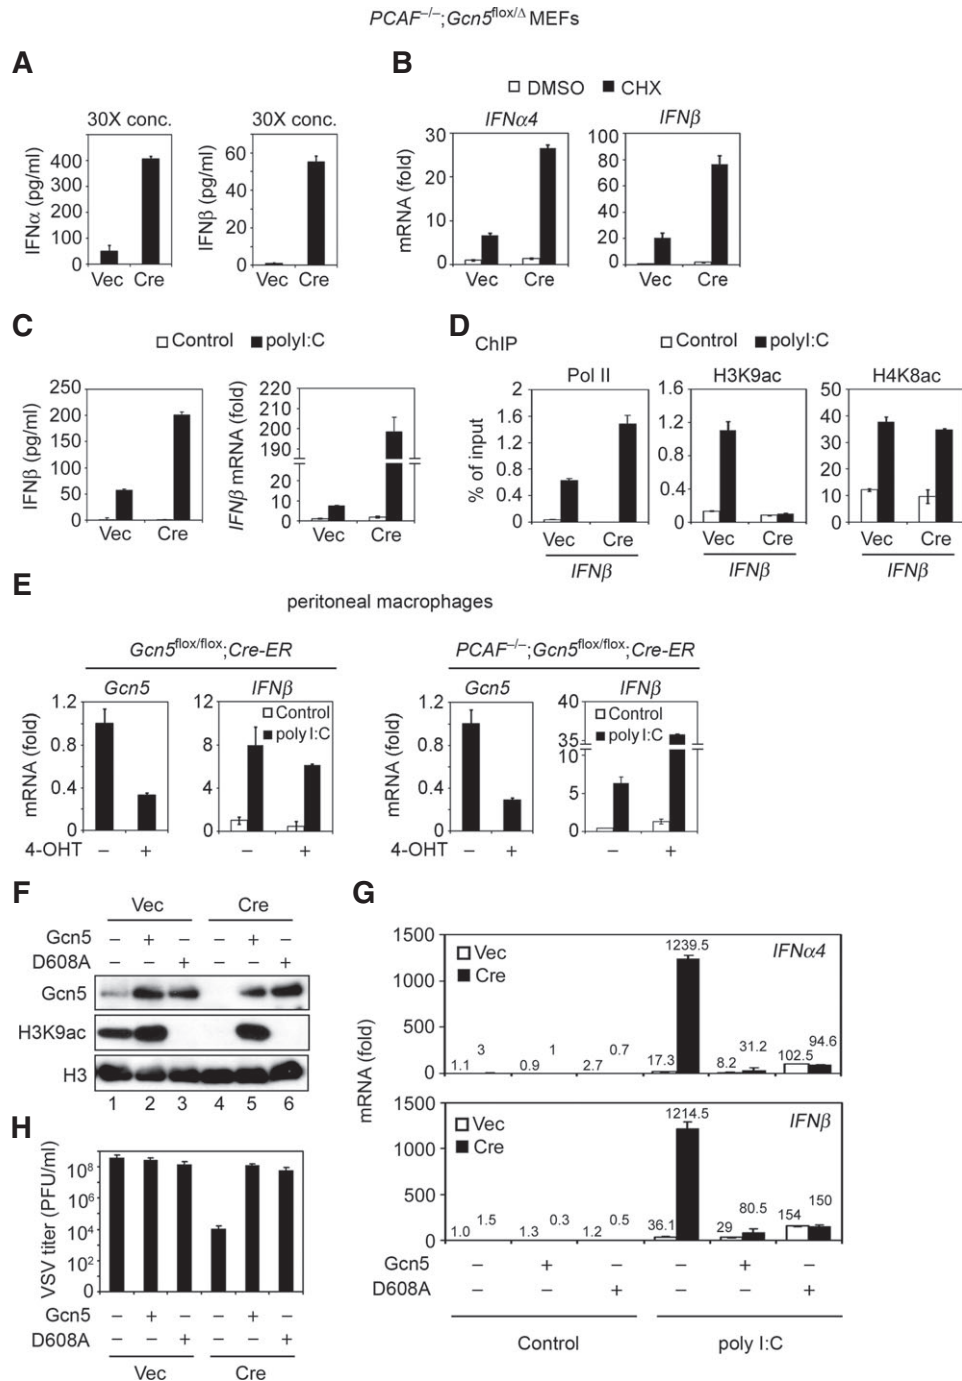 PCAF–/–;Gcn5flox/Δ MEFs
A
30X conc.
30X conc.
IFNα (pg/ml)
400
300
200
100
0
Vec Cre
IFNβ (pg/ml)
60
40
20
0
Vec Cre
B
DMSO CHX
IFNα4
IFNβ
mRNA (fold)
30
20
10
0
Vec Cre
100
80
60
40
20
0
Vec Cre
C
Control polyI:C
IFNβ (pg/ml)
250
200
150
100
50
0
Vec Cre
IFNβ mRNA (fold)
220
210
200
190
20
10
0
Vec Cre
D
ChIP
Control polyI:C
Pol II
H3K9ac
H4K8ac
% of input
2
1.6
1.2
0.8
0.4
0
Vec Cre
IFNβ
1.6
1.2
0.8
0.4
0
Vec Cre
IFNβ
50
40
30
20
10
0
Vec Cre
IFNβ
E
peritoneal macrophages
Gcn5flox/flox;Cre-ER
PCAF–/–;Gcn5flox/flox;Cre-ER
Gcn5
mRNA (fold)
1.2
0.8
0.4
0
4-OHT – +
IFNβ
Control
poly I:C
12
8
4
0
– +
Gcn5
mRNA (fold)
1.2
0.8
0.4
0
4-OHT – +
IFNβ
Control
poly I:C
40
35
10
5
0
– +
F
Vec Cre
Gcn5 – + – – + –
D608A – – + – – +
Gcn5
H3K9ac
H3
1 2 3 4 5 6
G
mRNA (fold)
1500
1000
500
0
Vec
Cre
IFNα4
1.1 3 0.9 1 2.7 0.7 17.3 1239.5 8.2 31.2 102.5 94.6
1500
1000
500
0
Vec
Cre
IFNβ
1.0 1.5 1.3 0.3 1.2 0.5 36.1 1214.5 29 80.5 154 150
Gcn5 – + – – + –
D608A – – + – – +
Control poly I:C
H
VSV titer (PFU/ml)
10⁸
10⁶
10⁴
10²
0
Gcn5 – + – – + –
D608A – – + – – +
Vec Cre